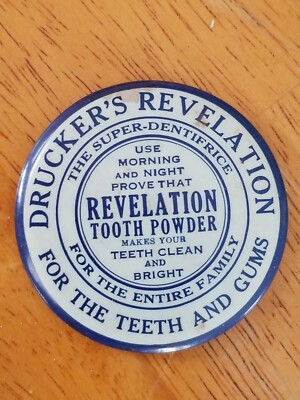 DRUCKER'S REVELATION
THE SUPER-DENTIFRICE
USE
MORNING
AND NIGHT
PROVE THAT
REVELATION
TOOTH POWDER
MAKES YOUR
TEETH CLEAN
AND
BRIGHT
FOR THE ENTIRE FAMILY
FOR THE TEETH AND GUMS